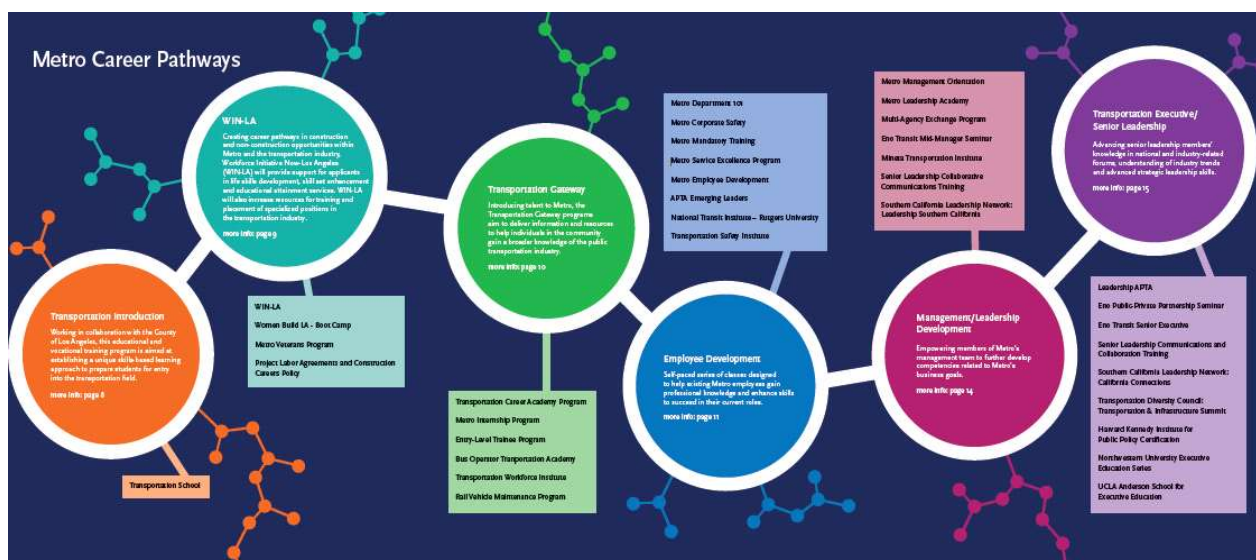 Metro Career Pathways
Transportation Introduction
Working in collaboration with the County
of Los Angeles, this educational and
vocational training program is aimed at
establishing a unique skills-based learning
approach to prepare students for entry
into the transportation field.
more info: page 8
Transportation School
WIN-LA
Creating career pathways in construction
and non-construction opportunities within
Metro and the transportation industry,
Workforce Initiative Now-Los Angeles
(WIN-LA) will provide support for applicants
in life skills development, skill set enhancement
and educational attainment services. WIN-LA
will also increase resources for training and
placement of specialized positions in
the transportation industry.
more info: page 9
WIN-LA
Women Build LA - Boot Camp
Metro Veterans Program
Project Labor Agreements and Construction
Careers Policy
Transportation Gateway
Introducing talent to Metro, the
Transportation Gateway programs
aim to deliver information and resources
to help individuals in the community
gain a broader knowledge of the public
transportation industry.
more info: page 10
Transportation Career Academy Program
Metro Internship Program
Entry-Level Trainee Program
Bus Operator Tranportation Academy
Transportation Workforce Institute
Rail Vehicle Maintenance Program
Employee Development
Self-paced series of classes designed
to help existing Metro employees gain
professional knowledge and enhance skills
to succeed in their current roles.
more info: page 11
Metro Department 101
Metro Corporate Safety
Metro Mandatory Training
Metro Service Excellence Program
Metro Employee Development
APTA Emerging Leaders
National Transit Institute – Rutgers University
Transportation Safety Institute
Management/Leadership
Development
Empowering members of Metro's
management team to further develop
competencies related to Metro's
business goals.
more info: page 14
Metro Management Orientation
Metro Leadership Academy
Multi-Agency Exchange Program
Eno Transit Mid-Manager Seminar
Mineta Transportation Institute
Senior Leadership Collaborative
Communications Training
Southern California Leadership Network:
Leadership Southern California
Transportation Executive/
Senior Leadership
Advancing senior leadership members'
knowledge in national and industry-related
forums, understanding of industry trends
and advanced strategic leadership skills.
more info: page 15
Leadership APTA
Eno Public-Private Partnership Seminar
Eno Transit Senior Executive
Senior Leadership Communications and
Collaboration Training
Southern California Leadership Network:
California Connections
Transportation Diversity Council:
Transportation & Infrastructure Summit
Harvard Kennedy Institute for
Public Policy Certification
Northwestern University Executive
Education Series
UCLA Anderson School for
Executive Education